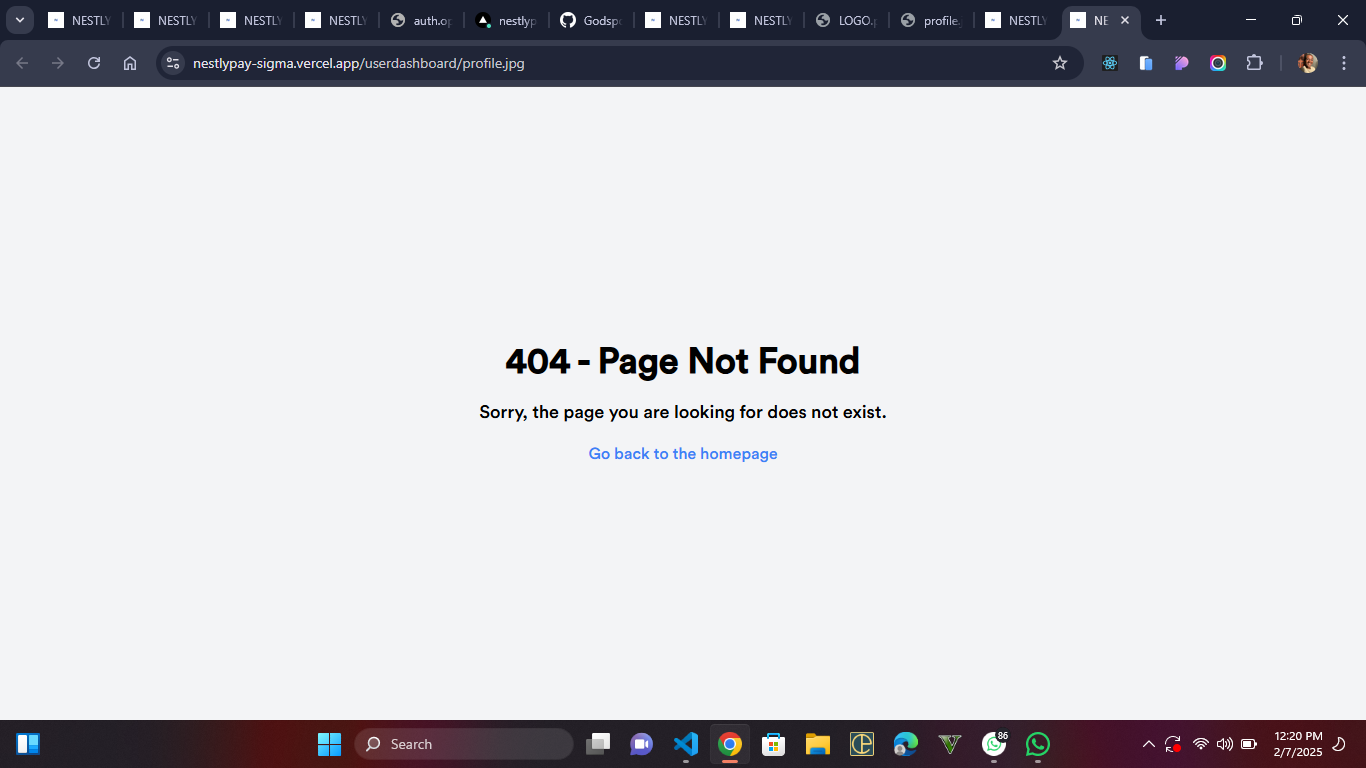 NESTLY
NESTLY
NESTLY
NESTLY
auth.op
nestlyp
Godspo
NESTLY
NESTLY
LOGO.p
profile.
NESTLY
NE
nestlypay-sigma.vercel.app/userdashboard/profile.jpg
404 - Page Not Found
Sorry, the page you are looking for does not exist.
Go back to the homepage
Search
86
12:20 PM
2/7/2025